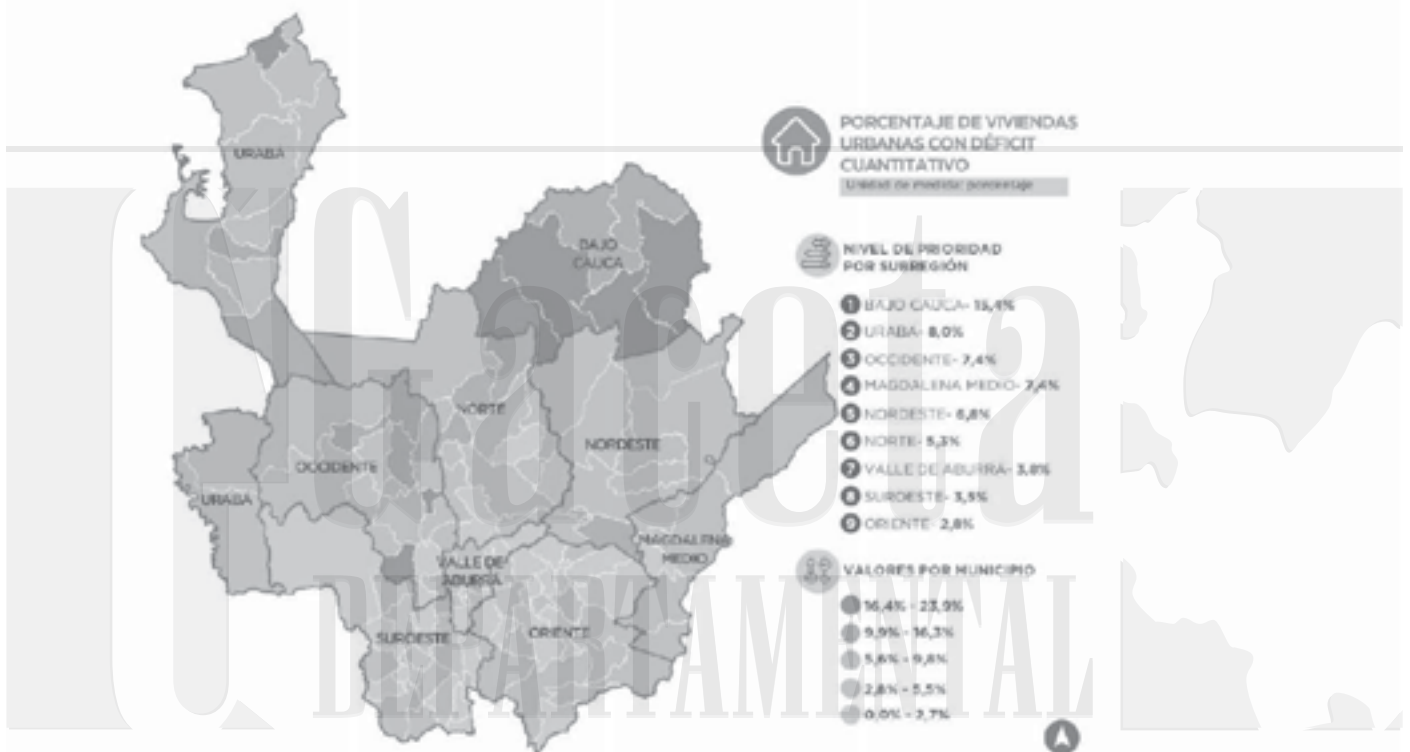 PORCENTAJE DE VIVIENDAS
URBANAS CON DÉFICIT
CUANTITATIVO
Unidad de medida: porcentaje
NIVEL DE PRIORIDAD
POR SUBREGIÓN
1 BAJO CAUCA- 15,4%
2 URABA- 8,0%
3 OCCIDENTE- 7,4%
4 MAGDALENA MEDIO- 7,4%
5 NORDESTE- 6,8%
6 NORTE- 5,3%
7 VALLE DE ABURRÁ- 3,8%
8 SUROESTE- 3,5%
9 ORIENTE- 2,8%
VALORES POR MUNICIPIO
16,4% - 23,9%
9,9% - 16,3%
5,6% - 9,8%
2,8% - 5,5%
0,0% - 2,7%
URABA
BAJO
CAUCA
NORTE
NORDESTE
OCCIDENTE
URABA
MAGDALENA
MEDIO
VALLE DE
ABURRÁ
SUROESTE
ORIENTE
Gaceta
DEPARTAMENTAL